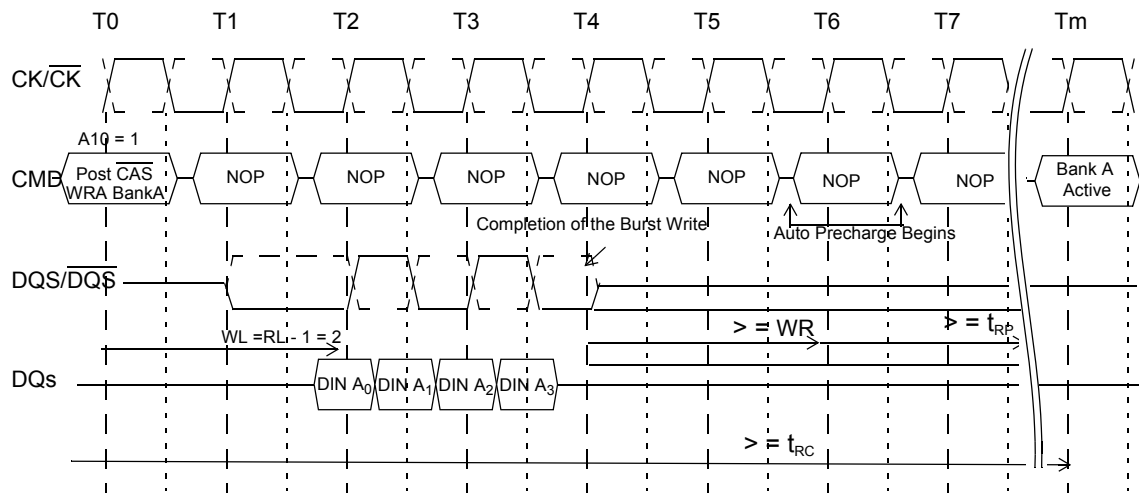 T0 T1 T2 T3 T4 T5 T6 T7 Tm
CK/CK
A10 = 1
CMD
Post CAS
WRA BankA
NOP NOP NOP NOP NOP NOP NOP
Bank A
Active
Completion of the Burst Write
Auto Precharge Begins
DQS/DQS
WL =RL - 1 = 2
> = WR
> = tRP
DQs
DIN A0 DIN A1 DIN A2 DIN A3
> = tRC